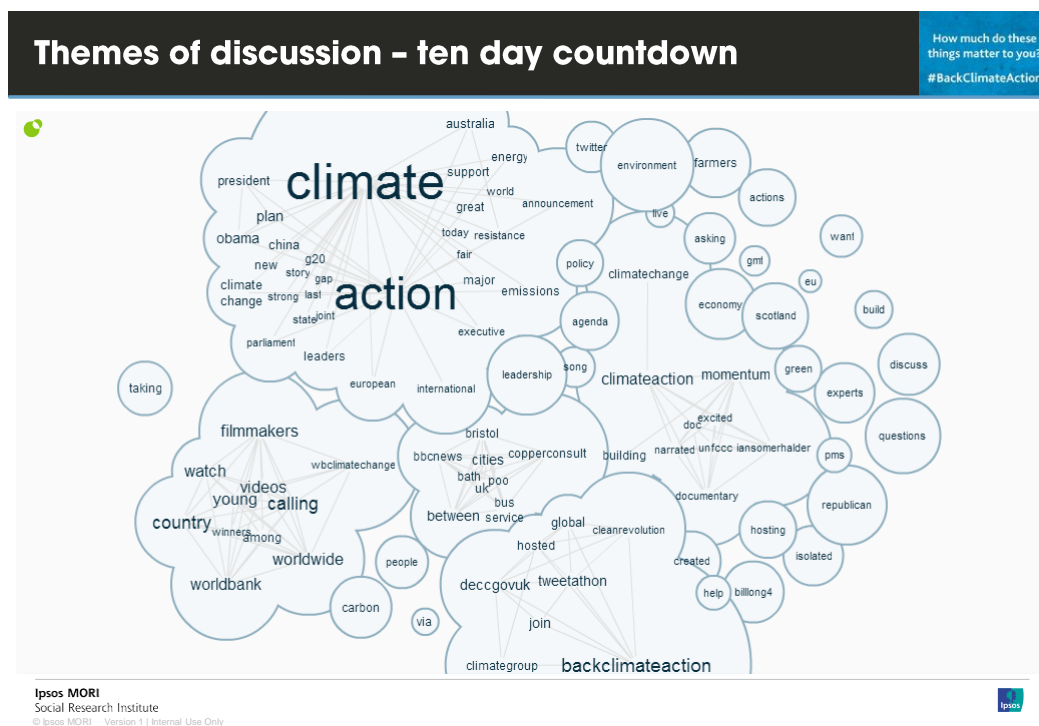 Themes of discussion – ten day countdown
How much do these
things matter to you?
#BackClimateAction
australia
energy
climate
support
president
world
great
announcement
plan
obama
china
today
resistance
new
g20
fair
story
gap
climate
change
strong
last
action
major
emissions
state
joint
executive
parliament
leaders
european
international
twitter
environment
farmers
actions
live
asking
want
policy
climatechange
gmf
eu
economy
scotland
build
agenda
leadership
song
climateaction
momentum
green
experts
discuss
questions
excited
doc
building
narrated
unfccc
iansomerhalder
pms
documentary
republican
hosting
isolated
created
help
billlong4
taking
filmmakers
watch
wbclimatechange
videos
young
calling
country
winners
among
worldwide
worldbank
bristol
bbcnews
cities
copperconsult
bath
poo
uk
bus
between
service
people
carbon
via
global
cleanrevolution
hosted
deccgovuk
tweetathon
join
climategroup
backclimateaction
Ipsos MORI
Social Research Institute
© Ipsos MORI Version 1 | Internal Use Only
Ipsos